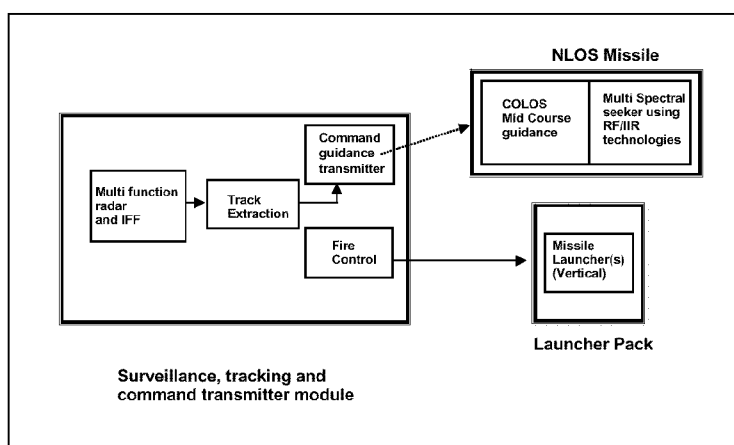 NLOS Missile
COLOS
Mid Course
guidance
Multi Spectral
seeker using
RF/IIR
technologies
Command
guidance
transmitter
Multi function
radar
and IFF
Track
Extraction
Fire
Control
Missile
Launcher(s)
(Vertical)
Launcher Pack
Surveillance, tracking and
command transmitter module